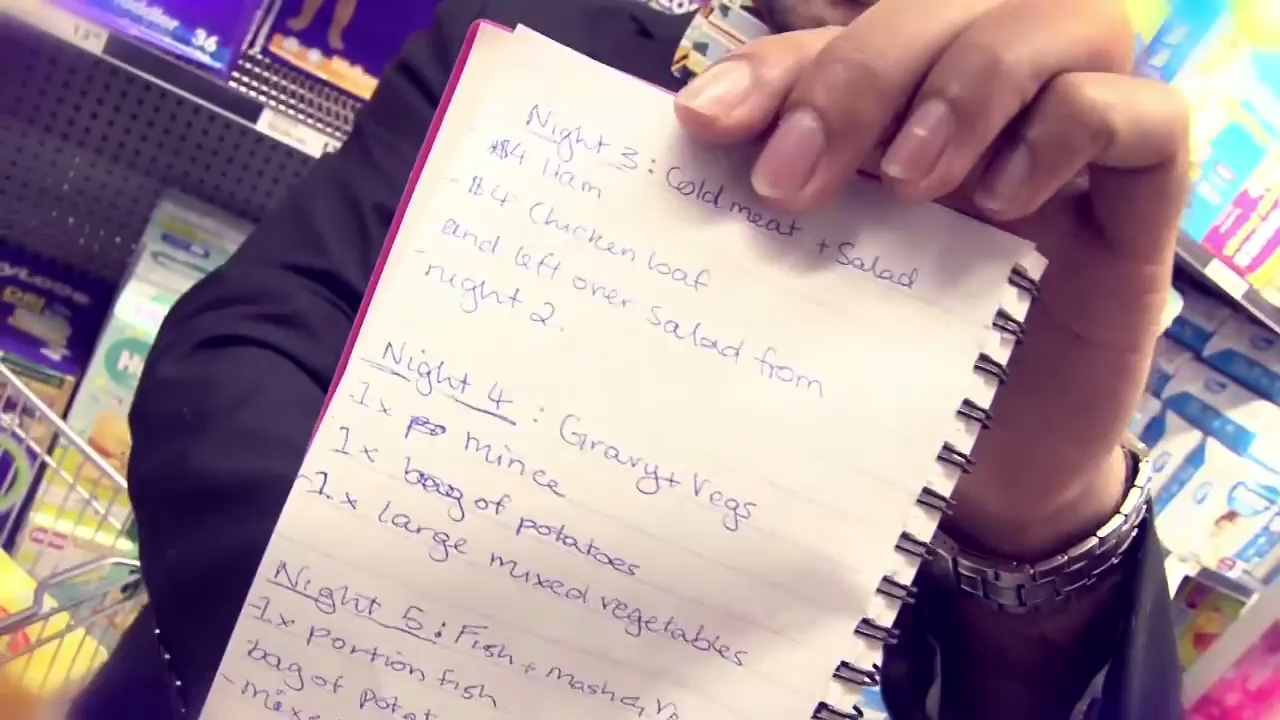 Night 3: Cold meat + Salad
$4 Ham
- $4 Chicken loaf
and left over Salad from
- night 2.
Night 4 : Gravy + Vegs
1x mince
1x bag of potatoes
-1x large mixed vegetables
Night 5: Fish + mash &
-1x Portion fish
bag of potat
36